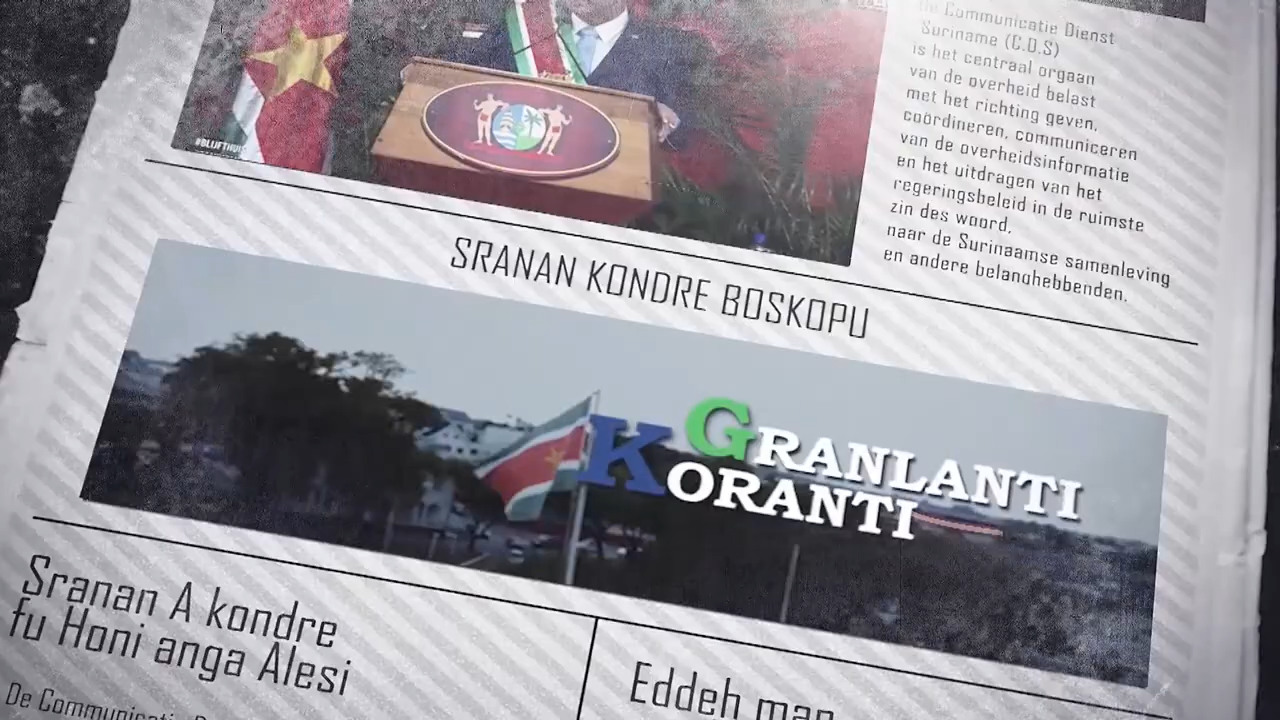 De Communicatie Dienst
Suriname (C.D.S)
is het centraal orgaan
van de overheid belast
met het richting geven,
coördineren, communiceren
van de overheidsinformatie
en het uitdragen van het
regeringsbeleid in de ruimste
zin des woord,
naar de Surinaamse samenleving
en andere belanghebbenden.
SRANAN KONDRE BOSKOPU
GRANLANTI
KORANTI
Sranan A kondre
fu Honi anga Alesi
De Communicatie
Eddeh man